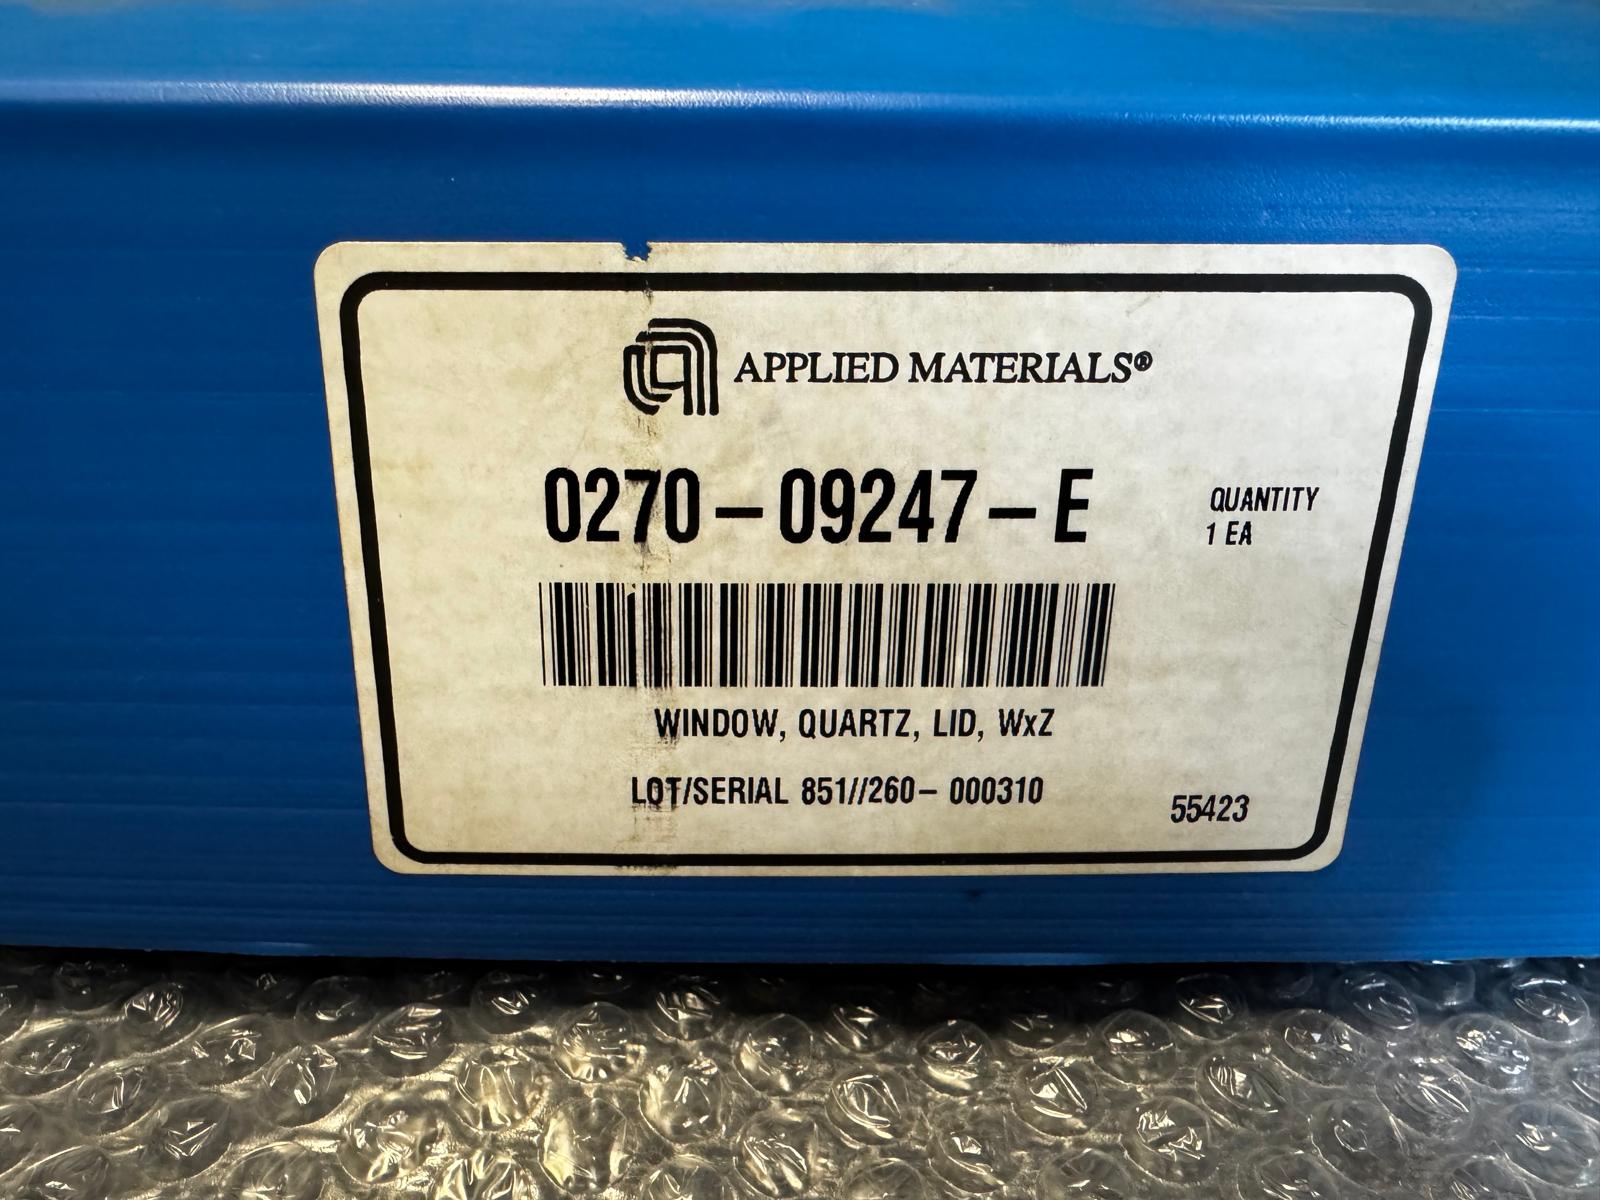 APPLIED MATERIALS®
0270-09247-E
QUANTITY
1 EA
WINDOW, QUARTZ, LID, WxZ
LOT/SERIAL 851//260- 000310
55423